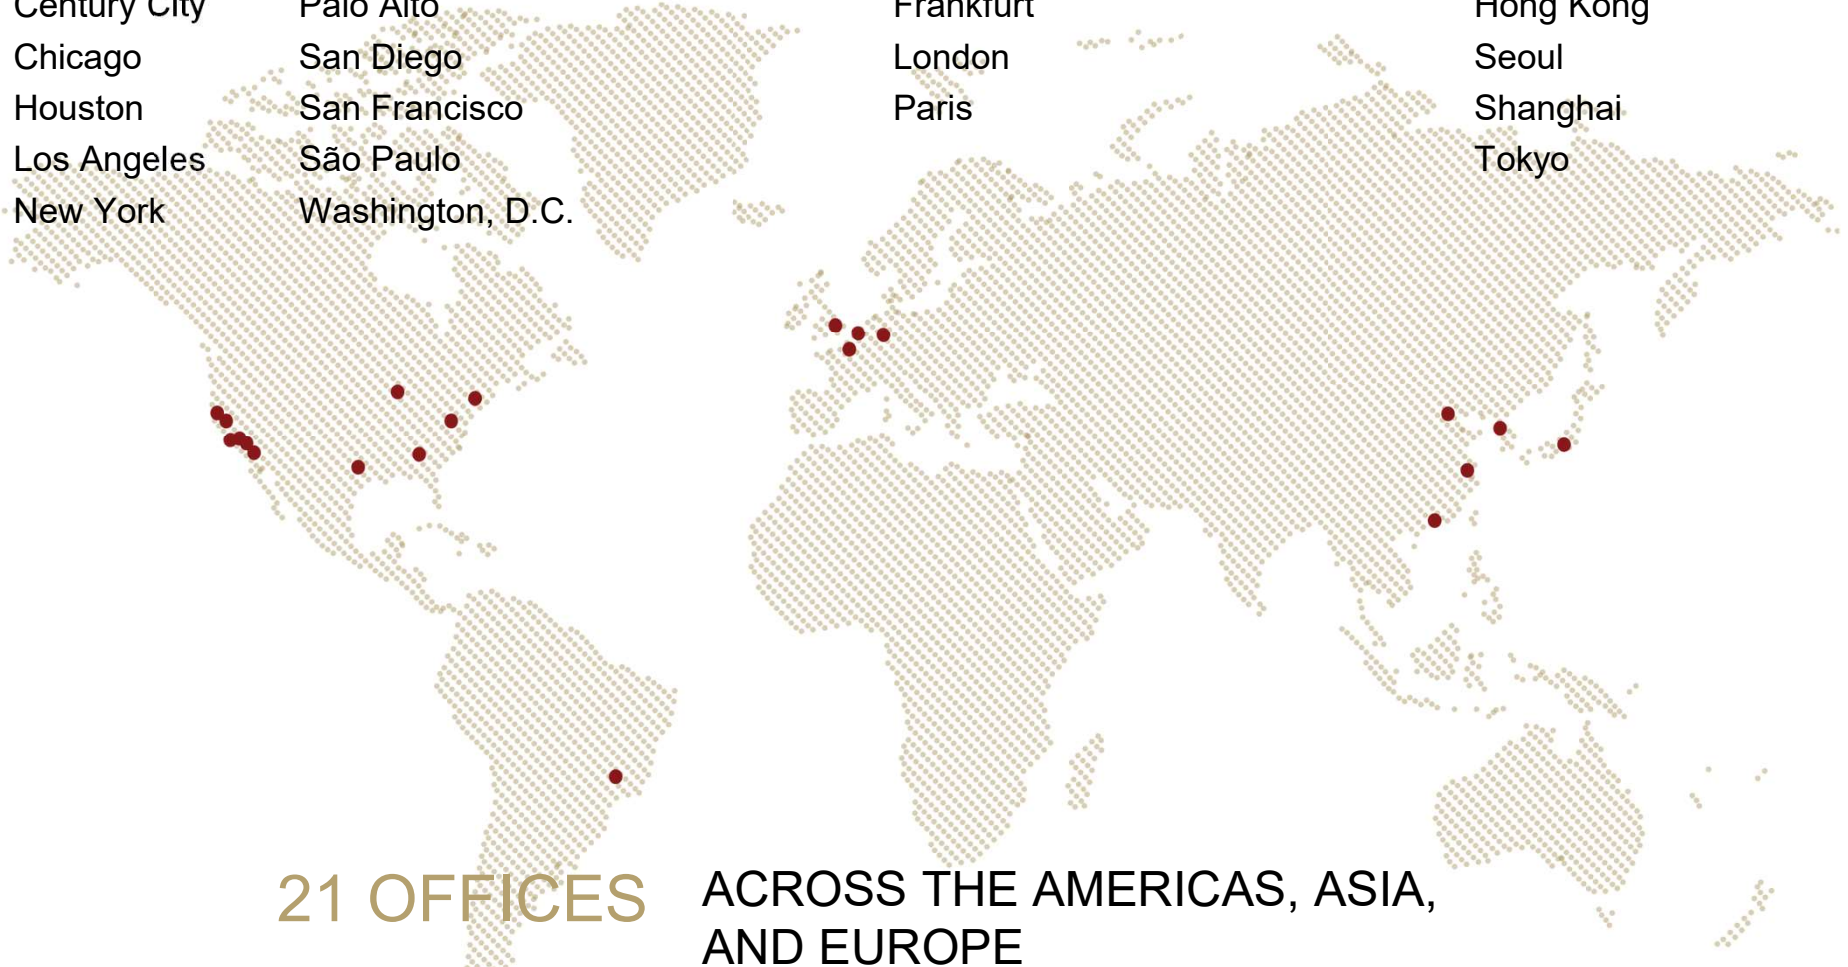 Century City
Chicago
Houston
Los Angeles
New York
Palo Alto
San Diego
San Francisco
São Paulo
Washington, D.C.
Frankfurt
London
Paris
Hong Kong
Seoul
Shanghai
Tokyo
21 OFFICES
ACROSS THE AMERICAS, ASIA,
AND EUROPE